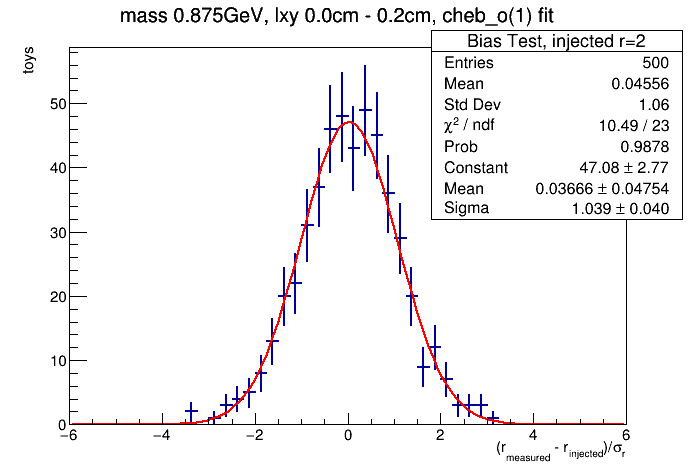 mass 0.875GeV, lxy 0.0cm - 0.2cm, cheb_o(1) fit
Bias Test, injected r=2
Entries 500
Mean 0.04556
Std Dev 1.06
χ² / ndf 10.49 / 23
Prob 0.9878
Constant 47.08 ± 2.77
Mean 0.03666 ± 0.04754
Sigma 1.039 ± 0.040
toys
50
40
30
20
10
0
−6 −4 −2 0 2 4 6
(r_measured - r_injected)/σ_r